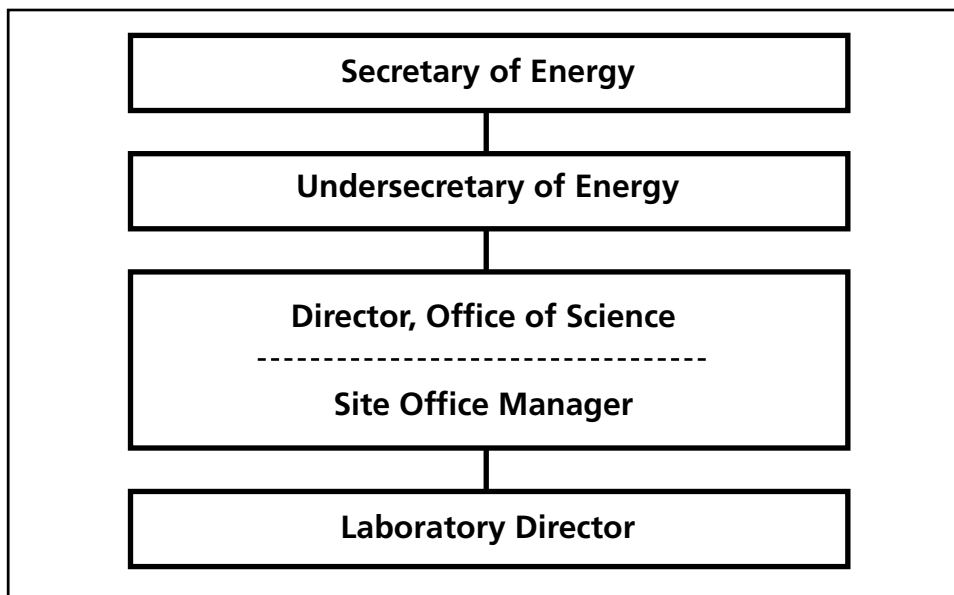 Secretary of Energy
Undersecretary of Energy
Director, Office of Science
Site Office Manager
Laboratory Director